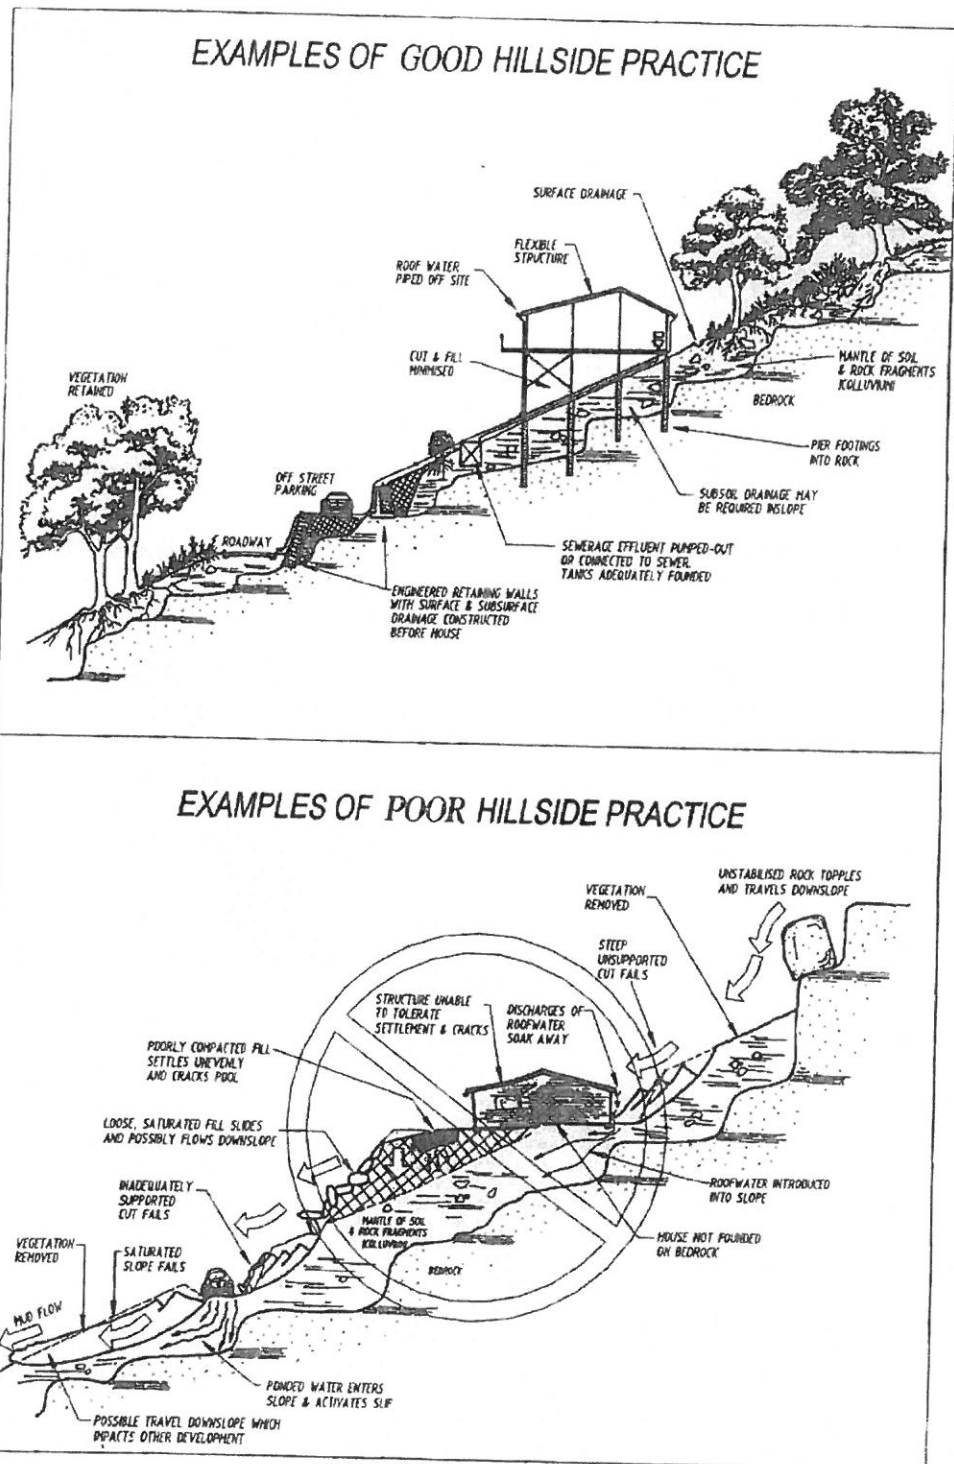 EXAMPLES OF GOOD HILLSIDE PRACTICE
SURFACE DRAINAGE
FLEXIBLE
STRUCTURE
ROOF WATER
PIPED OFF SITE
CUT & FILL
MINIMISED
VEGETATION
RETAINED
MANTLE OF SOIL
& ROCK FRAGMENTS
(COLLUVIUM)
BEDROCK
PIER FOOTINGS
INTO ROCK
OFF STREET
PARKING
SUBSOIL DRAINAGE MAY
BE REQUIRED INSLOPE
ROADWAY
SEWERAGE EFFLUENT PUMPED-OUT
OR CONNECTED TO SEWER.
TANKS ADEQUATELY FOUNDED
ENGINEERED RETAINING WALLS
WITH SURFACE & SUBSURFACE
DRAINAGE CONSTRUCTED
BEFORE HOUSE
EXAMPLES OF POOR HILLSIDE PRACTICE
UNSTABILISED ROCK TOPPLES
AND TRAVELS DOWNSLOPE
VEGETATION
REMOVED
STEEP
UNSUPPORTED
CUT FAILS
STRUCTURE UNABLE
TO TOLERATE
SETTLEMENT & CRACKS
DISCHARGES OF
ROOFWATER
SOAK AWAY
POORLY COMPACTED FILL
SETTLES UNEVENLY
AND CRACKS POOL
LOOSE, SATURATED FILL SLIDES
AND POSSIBLY FLOWS DOWNSLOPE
INADEQUATELY
SUPPORTED
CUT FAILS
ROOFWATER INTRODUCED
INTO SLOPE
MANTLE OF SOIL
& ROCK FRAGMENTS
(COLLUVIUM)
HOUSE NOT FOUNDED
ON BEDROCK
VEGETATION
REMOVED
SATURATED
SLOPE FAILS
BEDROCK
MUD FLOW
PONDED WATER ENTERS
SLOPE & ACTIVATES SLIP
POSSIBLE TRAVEL DOWNSLOPE WHICH
IMPACTS OTHER DEVELOPMENT